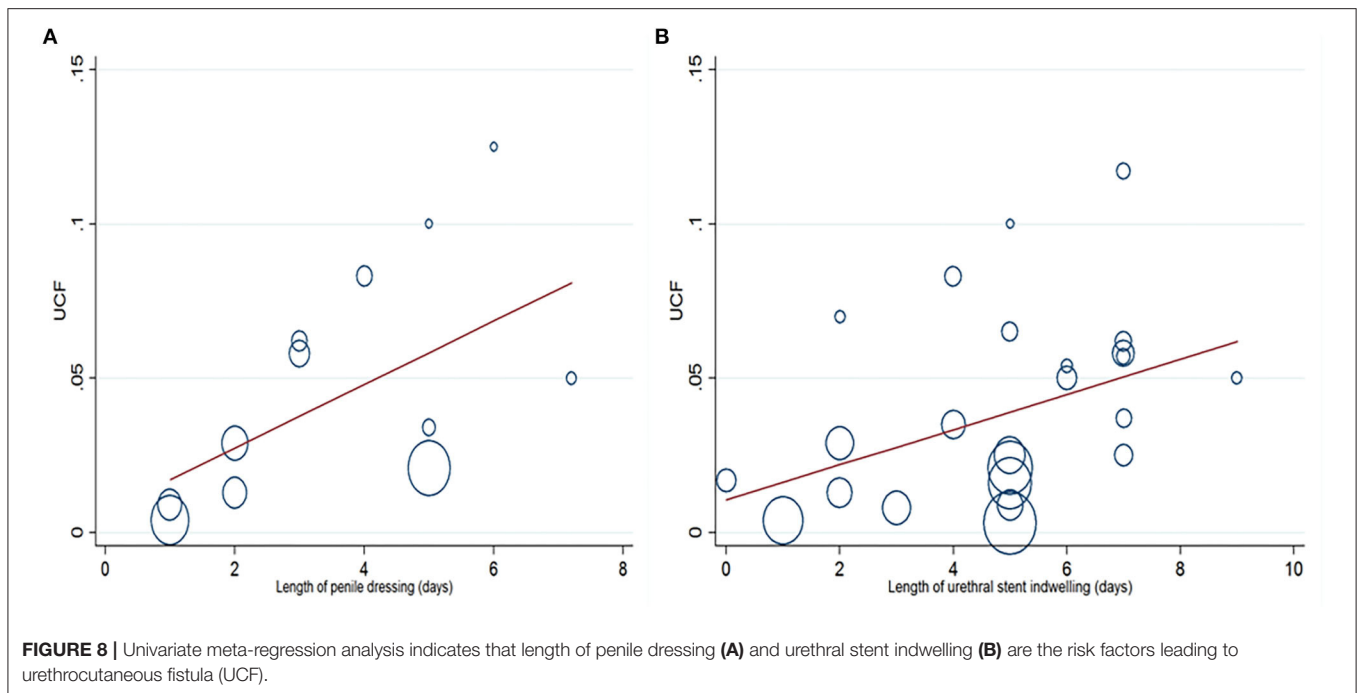 A
.15
.1
.05
0
UCF
0 2 4 6 8
Length of penile dressing (days)
B
.15
.1
.05
0
UCF
0 2 4 6 8 10
Length of urethral stent indwelling (days)
FIGURE 8 | Univariate meta-regression analysis indicates that length of penile dressing (A) and urethral stent indwelling (B) are the risk factors leading to
urethrocutaneous fistula (UCF).